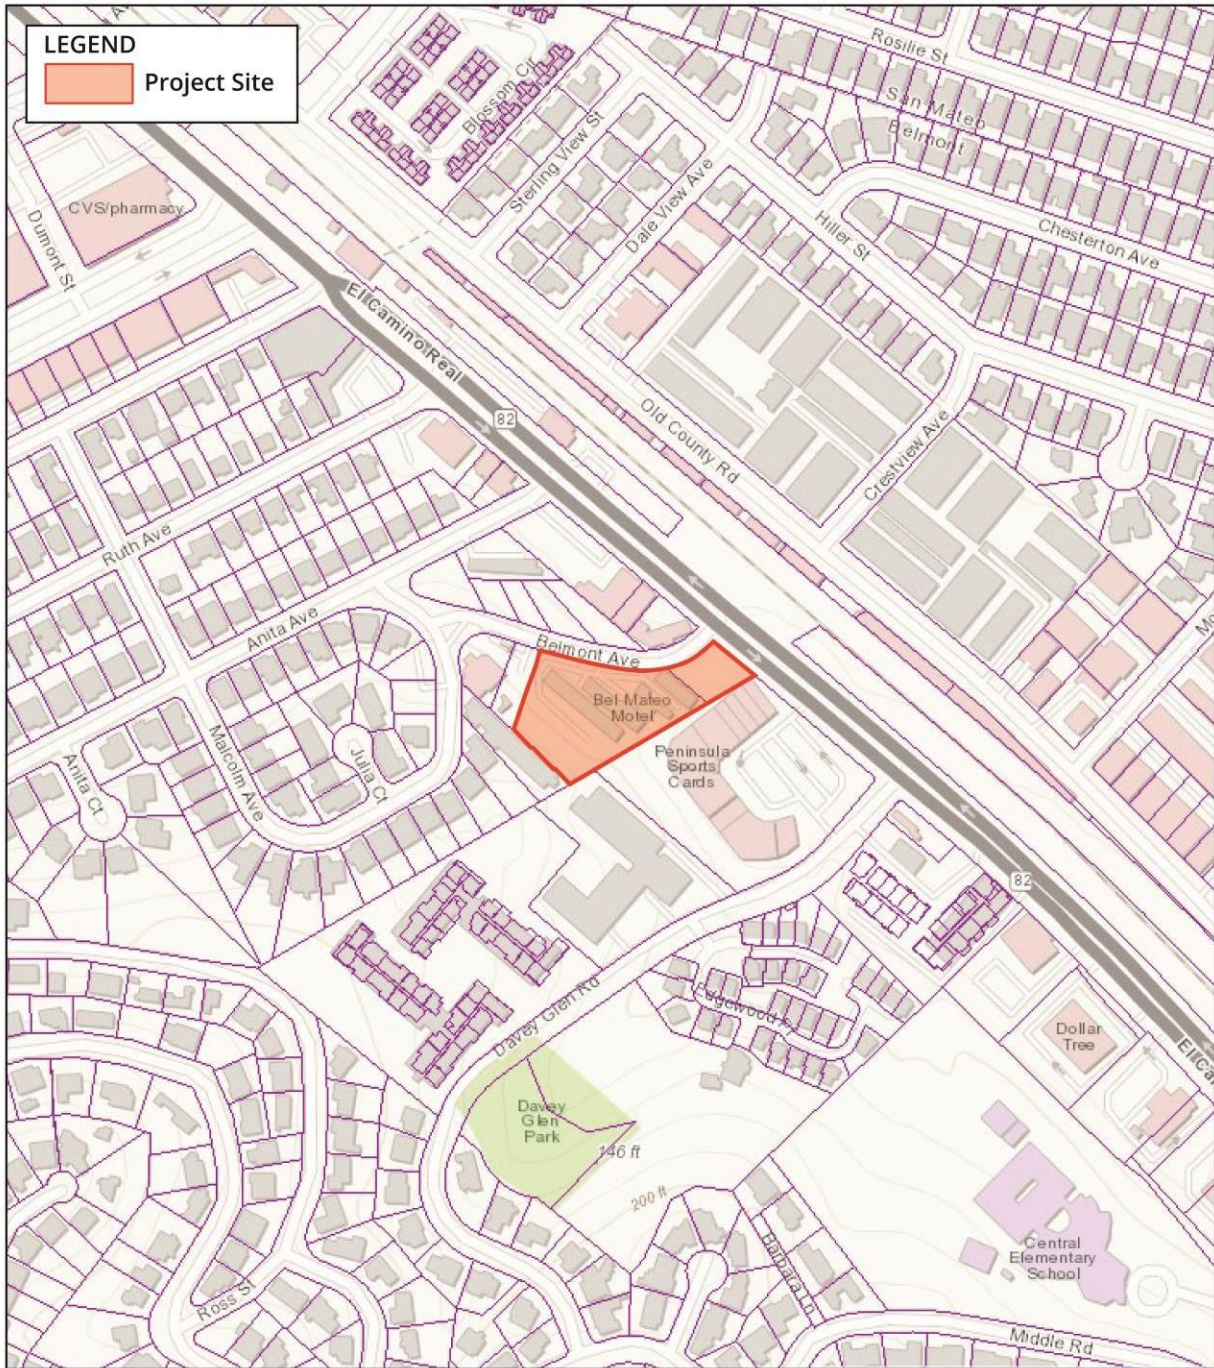 LEGEND
Project Site
Rosilie St
San Mateo
Belmont
Blossom Cir
Sterling View St
Dale View Ave
Hiller St
Chesterton Ave
CVS/pharmacy
Dumont St
El Camino Real
82
Old County Rd
Crestview Ave
Ruth Ave
Anita Ave
Belmont Ave
Bel-Mateo
Motel
Peninsula
Sports
Cards
Malcolm Ave
Julia Ct
Anita Ct
82
Davey Glen Rd
Dollar
Tree
Davey
Glen
Park
146 ft
200 ft
Barbara Ln
Central
Elementary
School
Ross St
Middle Rd